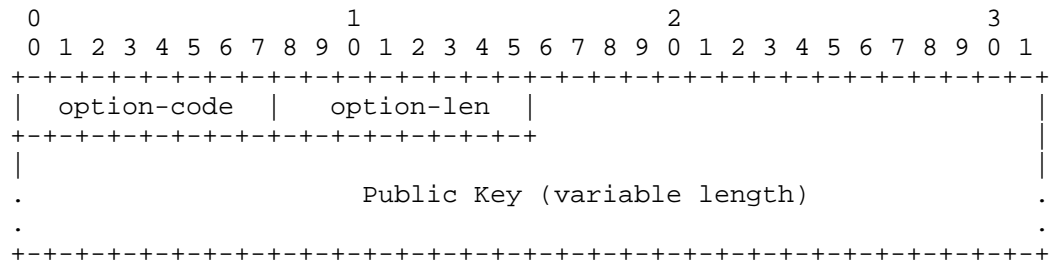 0                   1                   2                   3
 0 1 2 3 4 5 6 7 8 9 0 1 2 3 4 5 6 7 8 9 0 1 2 3 4 5 6 7 8 9 0 1
+-+-+-+-+-+-+-+-+-+-+-+-+-+-+-+-+-+-+-+-+-+-+-+-+-+-+-+-+-+-+-+-+
|  option-code  |   option-len  |                               |
+-+-+-+-+-+-+-+-+-+-+-+-+-+-+-+-+                               |
|                                                               |
.                     Public Key (variable length)              .
.                                                               .
+-+-+-+-+-+-+-+-+-+-+-+-+-+-+-+-+-+-+-+-+-+-+-+-+-+-+-+-+-+-+-+-+